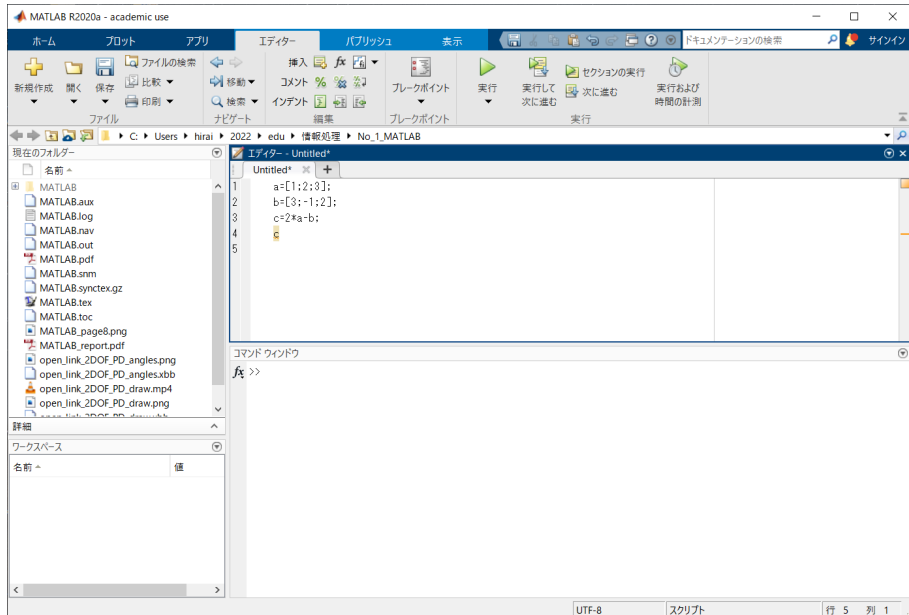 MATLAB R2020a - academic use
ホーム プロット アプリ エディター パブリッシュ 表示 ドキュメンテーションの検索 サインイン
新規作成 開く 保存 ファイルの検索 比較 印刷
ファイル
移動 検索
ナビゲート
挿入 fx
コメント %
インデント
編集
ブレークポイント
ブレークポイント
実行 実行して次に進む セクションの実行 次に進む 実行および時間の計測
実行
C: Users hirai 2022 edu 情報処理 No_1_MATLAB
現在のフォルダー
名前
MATLAB
MATLAB.aux
MATLAB.log
MATLAB.nav
MATLAB.out
MATLAB.pdf
MATLAB.snm
MATLAB.synctex.gz
MATLAB.tex
MATLAB.toc
MATLAB_page8.png
MATLAB_report.pdf
open_link_2DOF_PD_angles.png
open_link_2DOF_PD_angles.xbb
open_link_2DOF_PD_draw.mp4
open_link_2DOF_PD_draw.png
詳細
ワークスペース
名前 値
エディター - Untitled*
Untitled* +
1 a=[1;2;3];
2 b=[3;-1;2];
3 c=2*a-b;
4 c
5
コマンド ウィンドウ
fx >>
UTF-8 スクリプト 行 5 列 1